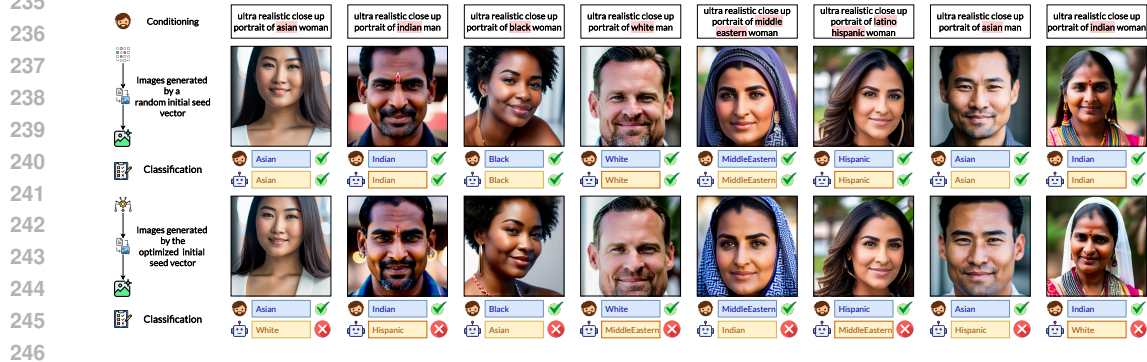 235
236
237
238
239
240
241
242
243
244
245
246
Conditioning
ultra realistic close up
portrait of asian woman
ultra realistic close up
portrait of indian man
ultra realistic close up
portrait of black woman
ultra realistic close up
portrait of white man
ultra realistic close up
portrait of middle
eastern woman
ultra realistic close up
portrait of latino
hispanic woman
ultra realistic close up
portrait of asian man
ultra realistic close up
portrait of indian woman
Images generated
by a
random initial seed
vector
Classification
Asian
Indian
Black
White
MiddleEastern
Hispanic
Asian
Indian
Asian
Indian
Black
White
MiddleEastern
Hispanic
Asian
Indian
Images generated
by the
optimized initial
seed vector
Classification
Asian
Indian
Black
White
MiddleEastern
Hispanic
Asian
Indian
White
Hispanic
Asian
MiddleEastern
Indian
MiddleEastern
Hispanic
White